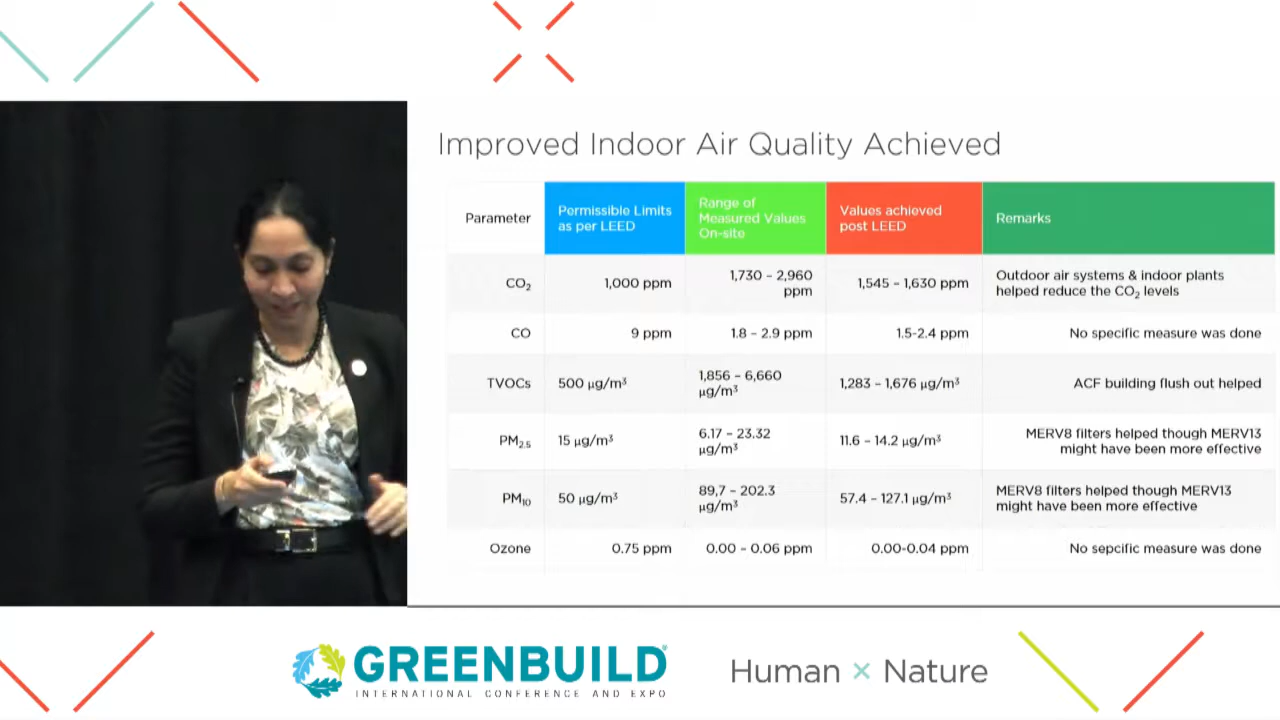 Improved Indoor Air Quality Achieved
Parameter
Permissible Limits
as per LEED
Range of
Measured Values
On-site
Values achieved
post LEED
Remarks
CO₂
1,000 ppm
1,730 – 2,960
ppm
1,545 – 1,630 ppm
Outdoor air systems & indoor plants
helped reduce the CO₂ levels
CO
9 ppm
1.8 – 2.9 ppm
1.5-2.4 ppm
No specific measure was done
TVOCs
500 µg/m³
1,856 – 6,660
µg/m³
1,283 – 1,676 µg/m³
ACF building flush out helped
PM₂.₅
15 µg/m³
6.17 – 23.32
µg/m³
11.6 – 14.2 µg/m³
MERV8 filters helped though MERV13
might have been more effective
PM₁₀
50 µg/m³
89,7 – 202.3
µg/m³
57.4 – 127.1 µg/m³
MERV8 filters helped though MERV13
might have been more effective
Ozone
0.75 ppm
0.00 – 0.06 ppm
0.00-0.04 ppm
No sepcific measure was done
GREENBUILD®
INTERNATIONAL CONFERENCE AND EXPO
Human × Nature